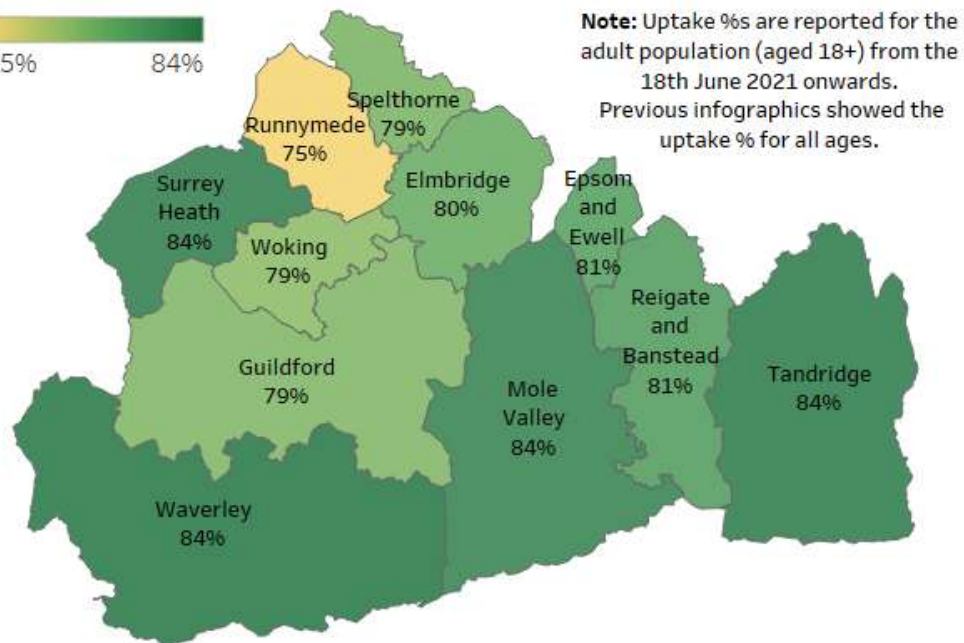 5%
84%
Note: Uptake %s are reported for the
adult population (aged 18+) from the
18th June 2021 onwards.
Previous infographics showed the
uptake % for all ages.
Spelthorne
79%
Runnymede
75%
Elmbridge
80%
Epsom
and
Ewell
81%
Surrey
Heath
84%
Woking
79%
Reigate
and
Banstead
81%
Guildford
79%
Mole
Valley
84%
Tandridge
84%
Waverley
84%